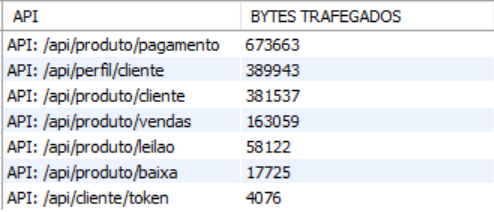 API BYTES TRAFEGADOS
API: /api/produto/pagamento 673663
API: /api/perfil/cliente 389943
API: /api/produto/cliente 381537
API: /api/produto/vendas 163059
API: /api/produto/leilao 58122
API: /api/produto/baixa 17725
API: /api/cliente/token 4076